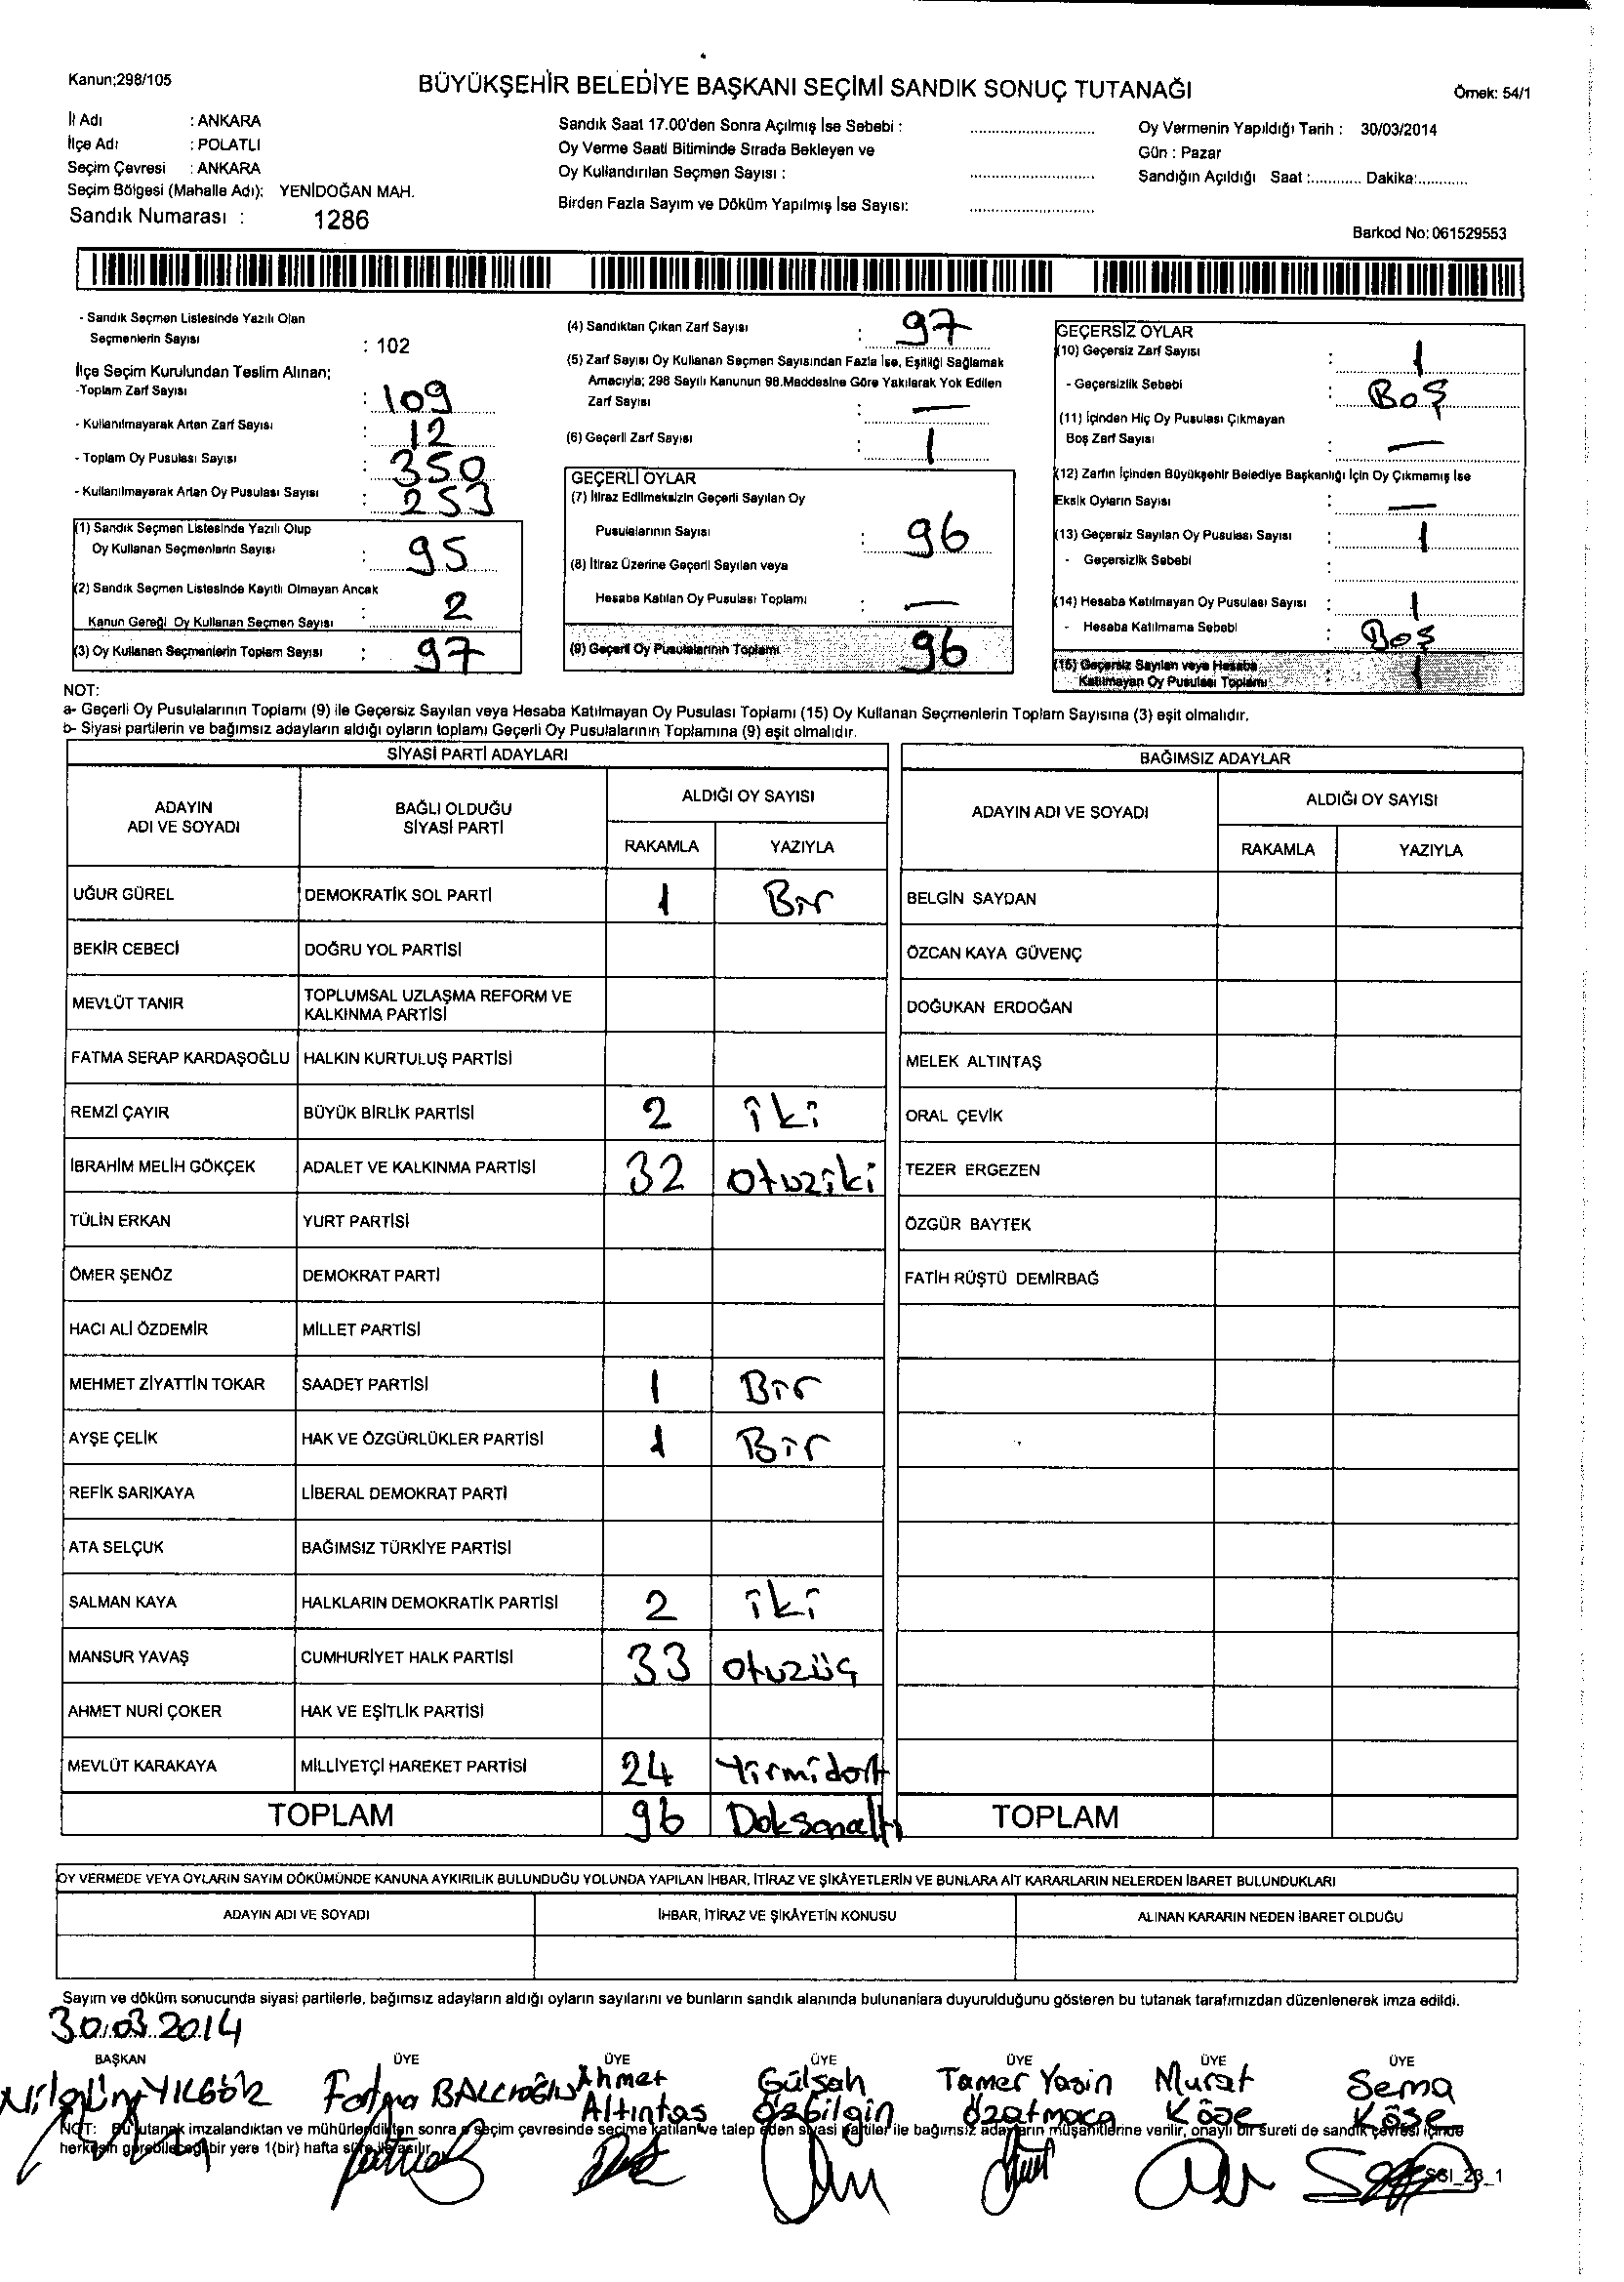 Kanun;298/105
BÜYÜKŞEHİR BELEDİYE BAŞKANI SEÇİMİ SANDIK SONUÇ TUTANAĞI
Örnek: 54/1
İl Adı : ANKARA
İlçe Adı : POLATLI
Seçim Çevresi : ANKARA
Seçim Bölgesi (Mahalle Adı): YENİDOĞAN MAH.
Sandık Numarası : 1286
Sandık Saat 17.00'den Sonra Açılmış İse Sebebi :
Oy Verme Saati Bitiminde Sırada Bekleyen ve
Oy Kullandırılan Seçmen Sayısı :
Birden Fazla Sayım ve Döküm Yapılmış İse Sayısı:
Oy Vermenin Yapıldığı Tarih : 30/03/2014
Gün : Pazar
Sandığın Açıldığı Saat :........... Dakika:...........
Barkod No: 061529553
- Sandık Seçmen Listesinde Yazılı Olan
Seçmenlerin Sayısı : 102
İlçe Seçim Kurulundan Teslim Alınan;
-Toplam Zarf Sayısı : 109
- Kullanılmayarak Artan Zarf Sayısı : 12
- Toplam Oy Pusulası Sayısı : 350
- Kullanılmayarak Artan Oy Pusulası Sayısı : 253
(1) Sandık Seçmen Listesinde Yazılı Olup
Oy Kullanan Seçmenlerin Sayısı : 95
(2) Sandık Seçmen Listesinde Kayıtlı Olmayan Ancak
Kanun Gereği Oy Kullanan Seçmen Sayısı : 2
(3) Oy Kullanan Seçmenlerin Toplam Sayısı : 97
(4) Sandıktan Çıkan Zarf Sayısı : 97
(5) Zarf Sayısı Oy Kullanan Seçmen Sayısından Fazla İse, Eşitliği Sağlamak
Amacıyla; 298 Sayılı Kanunun 98.Maddesine Göre Yakılarak Yok Edilen
Zarf Sayısı : —
(6) Geçerli Zarf Sayısı : 1
GEÇERLİ OYLAR
(7) İtiraz Edilmeksizin Geçerli Sayılan Oy
Pusulalarının Sayısı : 96
(8) İtiraz Üzerine Geçerli Sayılan veya
Hesaba Katılan Oy Pusulası Toplamı : —
(9) Geçerli Oy Pusulalarının Toplamı 96
GEÇERSİZ OYLAR
(10) Geçersiz Zarf Sayısı : 1
- Geçersizlik Sebebi : Boş
(11) İçinden Hiç Oy Pusulası Çıkmayan
Boş Zarf Sayısı : —
(12) Zarfın İçinden Büyükşehir Belediye Başkanlığı İçin Oy Çıkmamış İse
Eksik Oyların Sayısı : —
(13) Geçersiz Sayılan Oy Pusulası Sayısı : 1
- Geçersizlik Sebebi :
(14) Hesaba Katılmayan Oy Pusulası Sayısı : 1
- Hesaba Katılmama Sebebi : Boş
(15) Geçersiz Sayılan veya Hesaba
Katılmayan Oy Pusulası Toplamı : 1
NOT:
a- Geçerli Oy Pusulalarının Toplamı (9) ile Geçersiz Sayılan veya Hesaba Katılmayan Oy Pusulası Toplamı (15) Oy Kullanan Seçmenlerin Toplam Sayısına (3) eşit olmalıdır.
b- Siyasi partilerin ve bağımsız adayların aldığı oyların toplamı Geçerli Oy Pusulalarının Toplamına (9) eşit olmalıdır.
SİYASİ PARTİ ADAYLARI
ADAYIN ADI VE SOYADI BAĞLI OLDUĞU SİYASİ PARTİ ALDIĞI OY SAYISI
RAKAMLA YAZIYLA
UĞUR GÜREL DEMOKRATİK SOL PARTİ 1 Bir
BEKİR CEBECİ DOĞRU YOL PARTİSİ
MEVLÜT TANIR TOPLUMSAL UZLAŞMA REFORM VE KALKINMA PARTİSİ
FATMA SERAP KARDAŞOĞLU HALKIN KURTULUŞ PARTİSİ
REMZİ ÇAYIR BÜYÜK BİRLİK PARTİSİ 2 iki
İBRAHİM MELİH GÖKÇEK ADALET VE KALKINMA PARTİSİ 32 otuziki
TÜLİN ERKAN YURT PARTİSİ
ÖMER ŞENÖZ DEMOKRAT PARTİ
HACI ALİ ÖZDEMİR MİLLET PARTİSİ
MEHMET ZİYATTİN TOKAR SAADET PARTİSİ 1 Bir
AYŞE ÇELİK HAK VE ÖZGÜRLÜKLER PARTİSİ 1 Bir
REFİK SARIKAYA LİBERAL DEMOKRAT PARTİ
ATA SELÇUK BAĞIMSIZ TÜRKİYE PARTİSİ
SALMAN KAYA HALKLARIN DEMOKRATİK PARTİSİ 2 iki
MANSUR YAVAŞ CUMHURİYET HALK PARTİSİ 33 otuzüç
AHMET NURİ ÇOKER HAK VE EŞİTLİK PARTİSİ
MEVLÜT KARAKAYA MİLLİYETÇİ HAREKET PARTİSİ 24 Yirmidört
TOPLAM 96 Doksanaltı
BAĞIMSIZ ADAYLAR
ADAYIN ADI VE SOYADI ALDIĞI OY SAYISI
RAKAMLA YAZIYLA
BELGİN SAYDAN
ÖZCAN KAYA GÜVENÇ
DOĞUKAN ERDOĞAN
MELEK ALTINTAŞ
ORAL ÇEVİK
TEZER ERGEZEN
ÖZGÜR BAYTEK
FATİH RÜŞTÜ DEMİRBAĞ
TOPLAM
OY VERMEDE VEYA OYLARIN SAYIM DÖKÜMÜNDE KANUNA AYKIRILIK BULUNDUĞU YOLUNDA YAPILAN İHBAR, İTİRAZ VE ŞİKÂYETLERİN VE BUNLARA AİT KARARLARIN NELERDEN İBARET BULUNDUKLARI
ADAYIN ADI VE SOYADI İHBAR, İTİRAZ VE ŞİKÂYETİN KONUSU ALINAN KARARIN NEDEN İBARET OLDUĞU
Sayım ve döküm sonucunda siyasi partilerle, bağımsız adayların aldığı oyların sayılarını ve bunların sandık alanında bulunanlara duyurulduğunu gösteren bu tutanak tarafımızdan düzenlenerek imza edildi.
30.03.2014
BAŞKAN ÜYE ÜYE ÜYE ÜYE ÜYE ÜYE
Nilgün YILGÖR Fatma BALCIOĞLU Ahmet Altıntaş Gülşah Özbilgin Tamer Yasin Özatmaca Murat Köse Sema Köse
NOT: Bu tutanak imzalandıktan ve mühürlendikten sonra o seçim çevresinde seçime katılan ve talep eden siyasi partiler ile bağımsız adayların müşahitlerine verilir, onaylı bir sureti de sandık çevresi içinde
herkesin görebileceği bir yere 1(bir) hafta süre ile asılır.